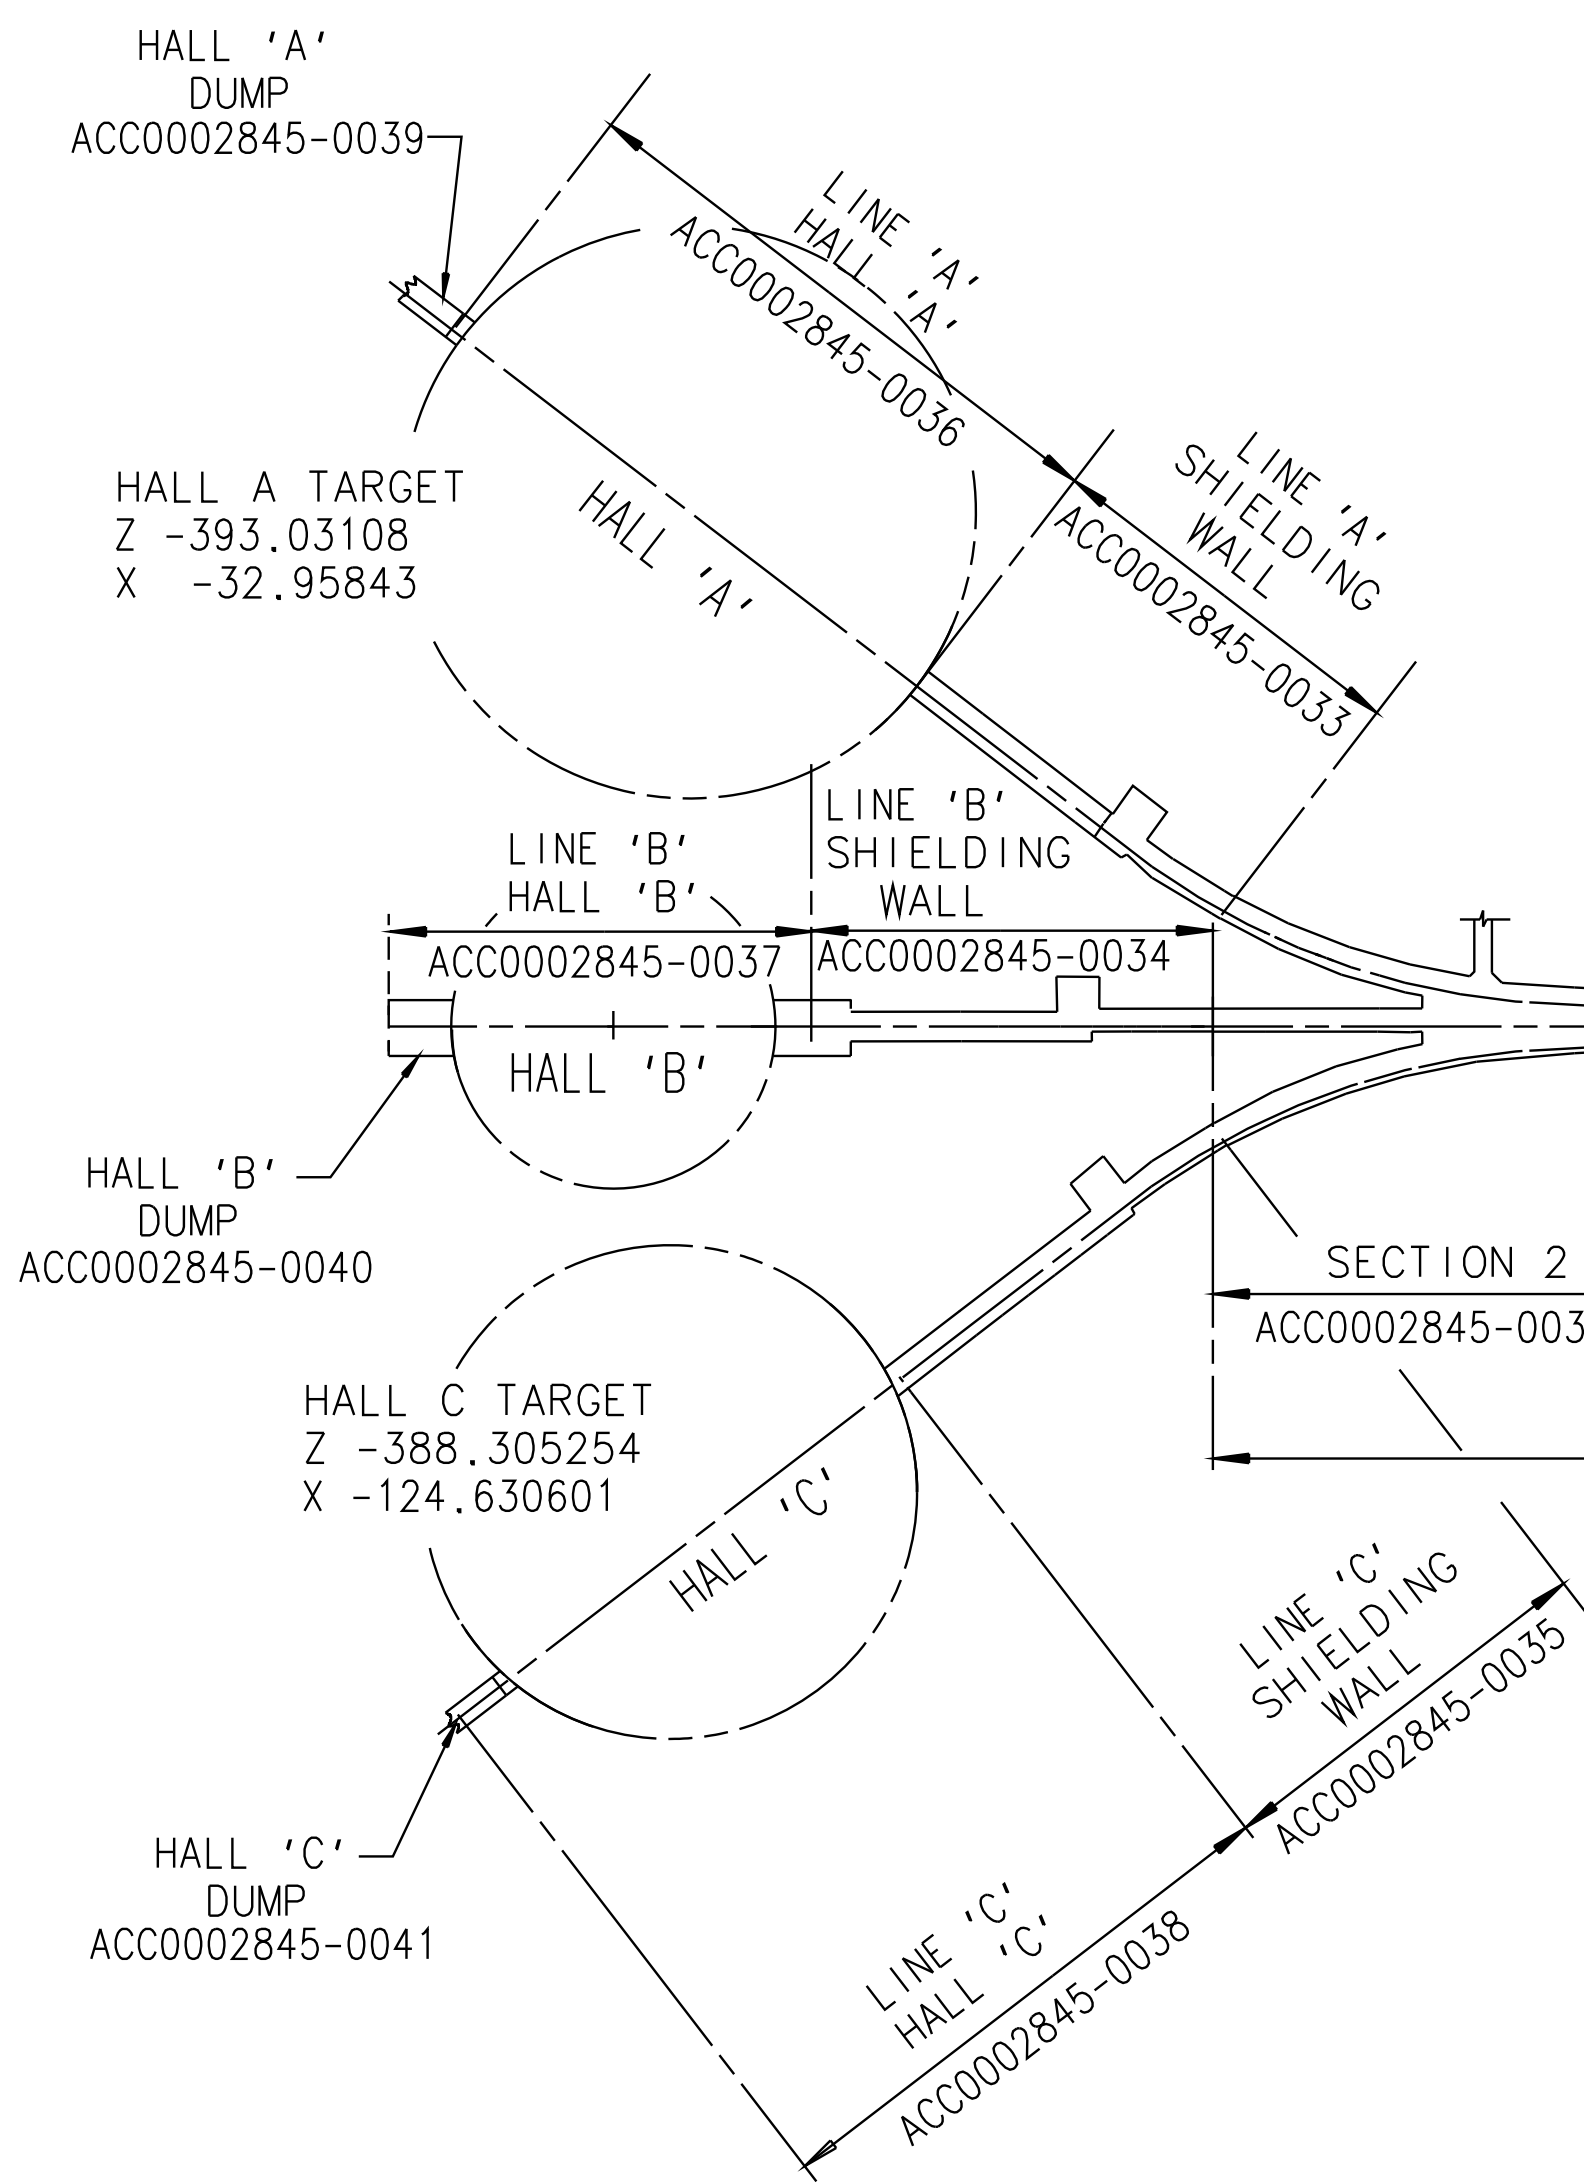 HALL 'A'
DUMP
ACC0002845-0039
LINE 'A'
HALL 'A'
ACC0002845-0036
LINE 'A'
SHIELDING
WALL
ACC0002845-0033
HALL A TARGET
Z -393.03108
X -32.95843
HALL 'A'
LINE 'B'
HALL 'B'
ACC0002845-0037
LINE 'B'
SHIELDING
WALL
ACC0002845-0034
HALL 'B'
HALL 'B'
DUMP
ACC0002845-0040
SECTION 2
ACC0002845-003
HALL C TARGET
Z -388.305254
X -124.630601
HALL 'C'
LINE 'C'
SHIELDING
WALL
ACC0002845-0035
HALL 'C'
DUMP
ACC0002845-0041
LINE 'C'
HALL 'C'
ACC0002845-0038